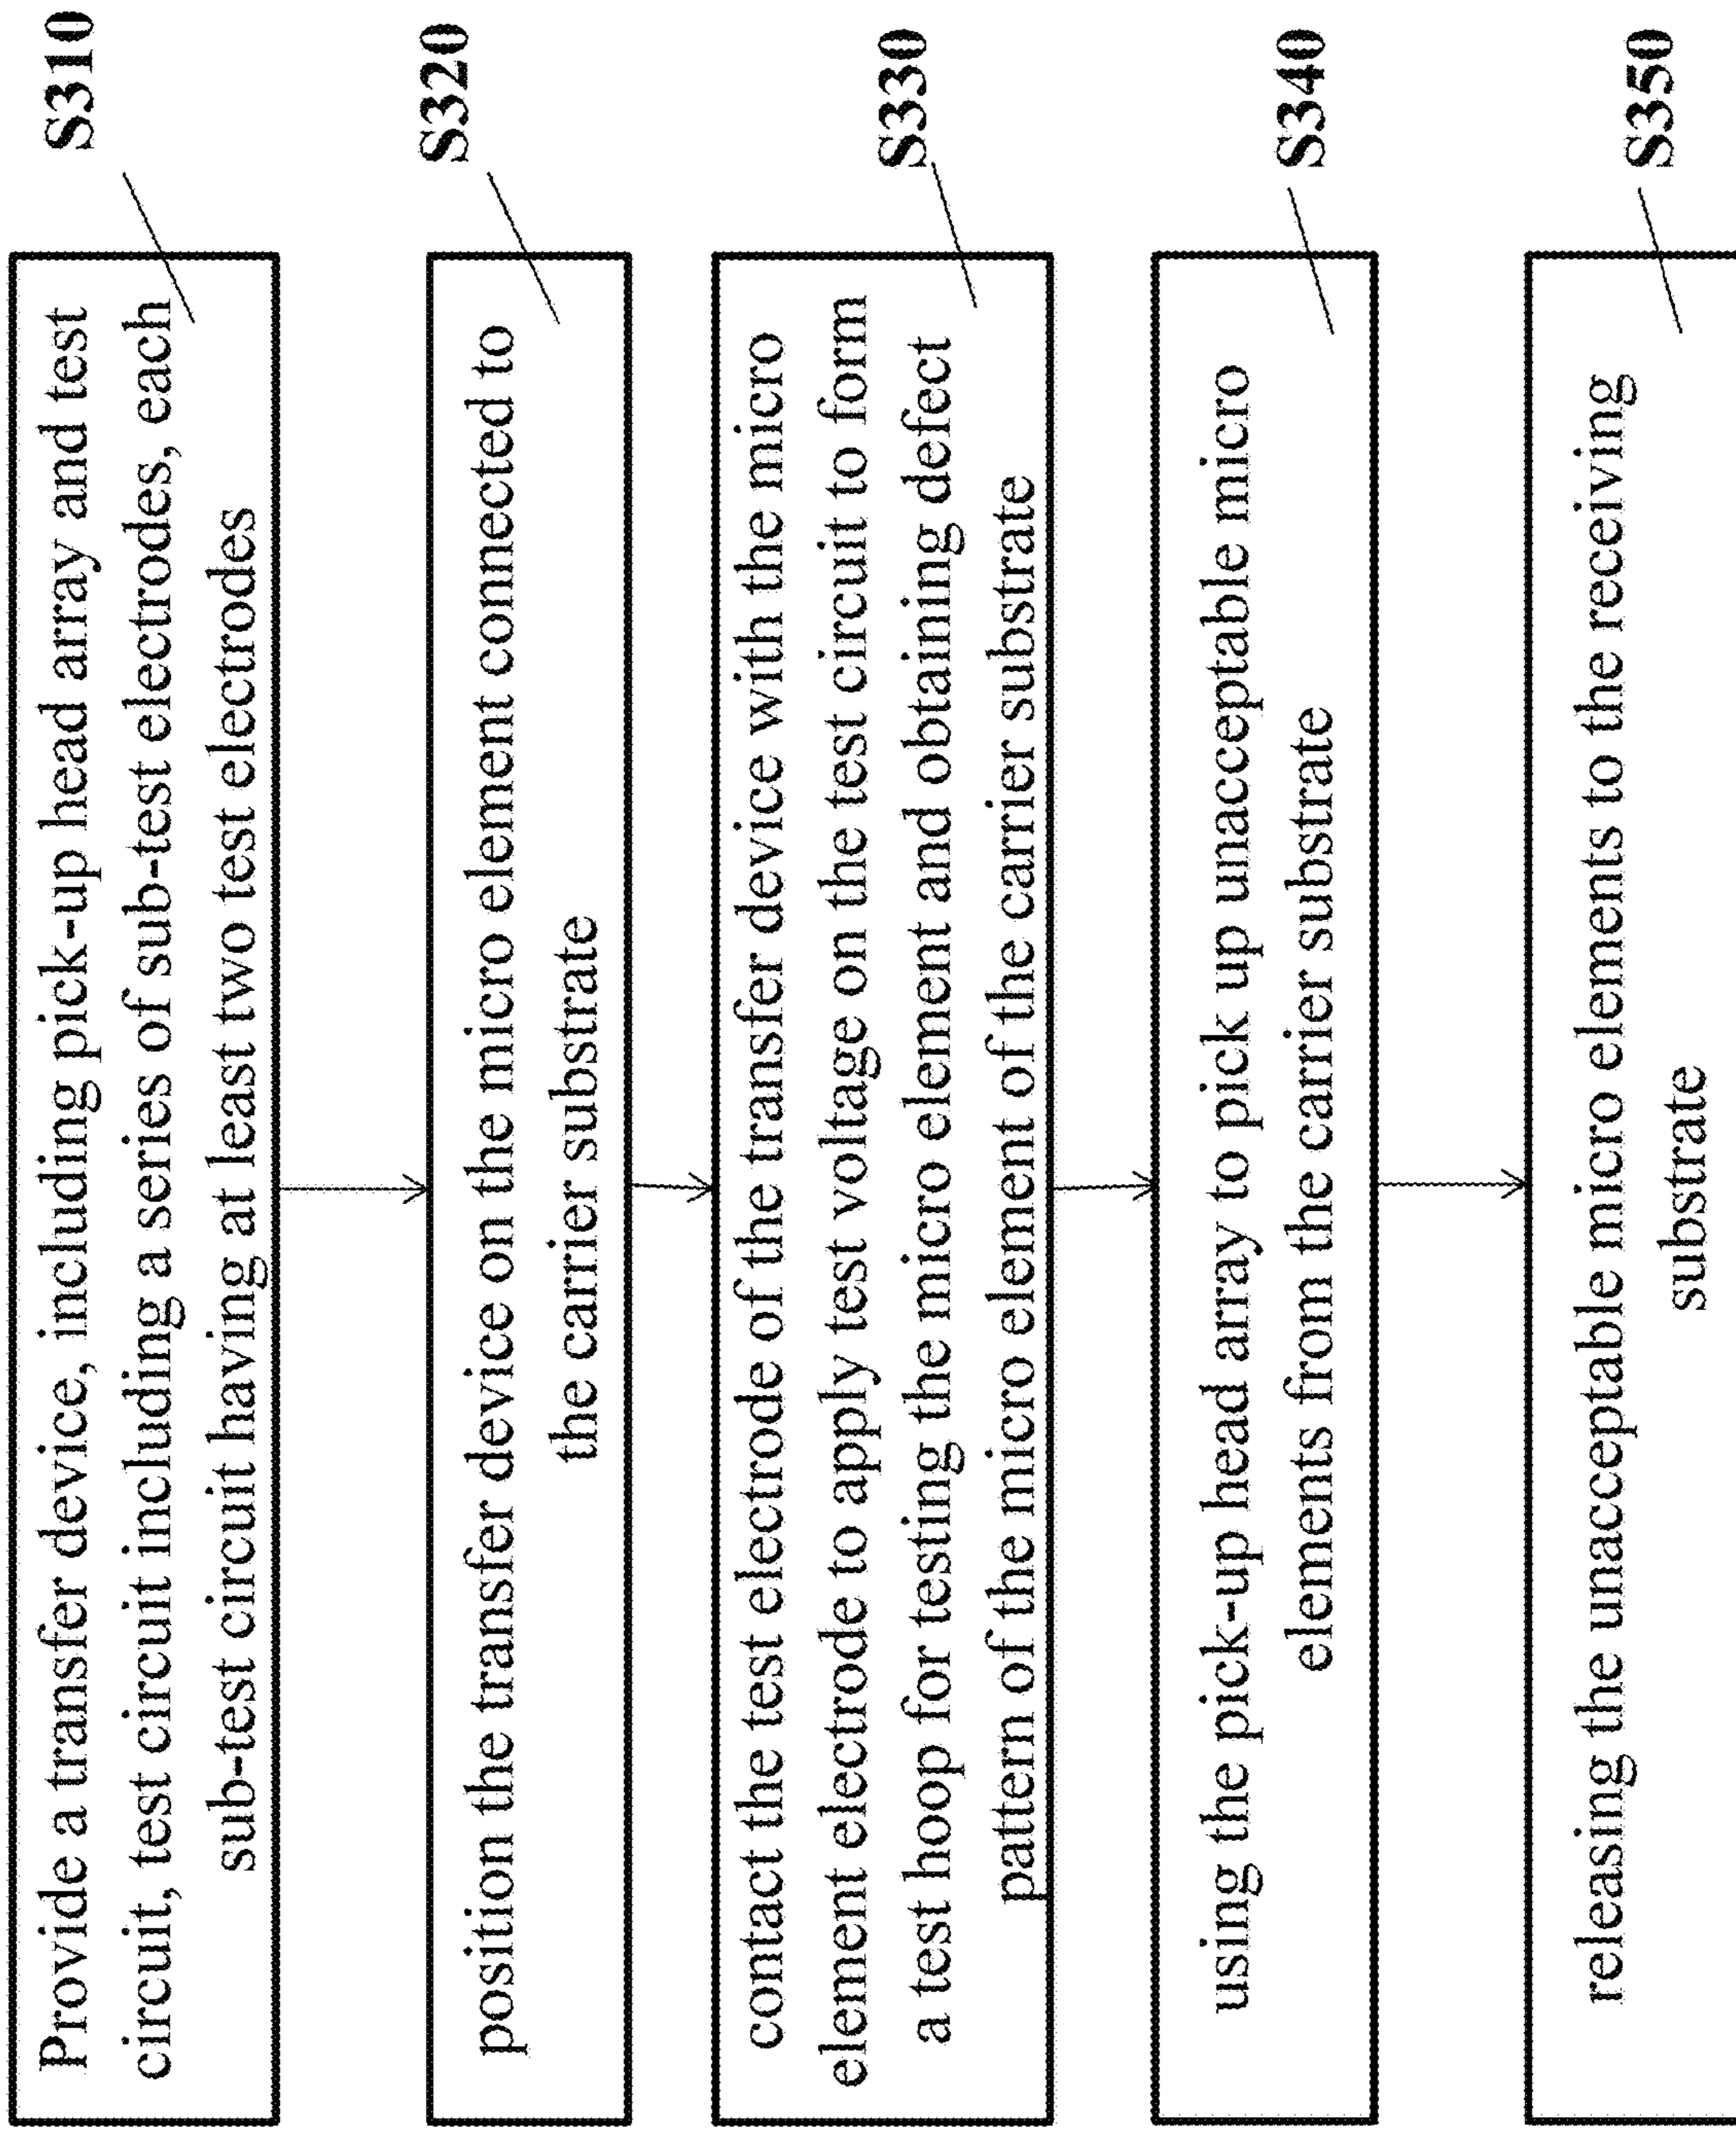 Provide a transfer device, including pick-up head array and test
circuit, test circuit including a series of sub-test electrodes, each
sub-test circuit having at least two test electrodes
S310
position the transfer device on the micro element connected to
the carrier substrate
S320
contact the test electrode of the transfer device with the micro
element electrode to apply test voltage on the test circuit to form
a test hoop for testing the micro element and obtaining defect
pattern of the micro element of the carrier substrate
S330
using the pick-up head array to pick up unacceptable micro
elements from the carrier substrate
S340
releasing the unacceptable micro elements to the receiving
substrate
S350